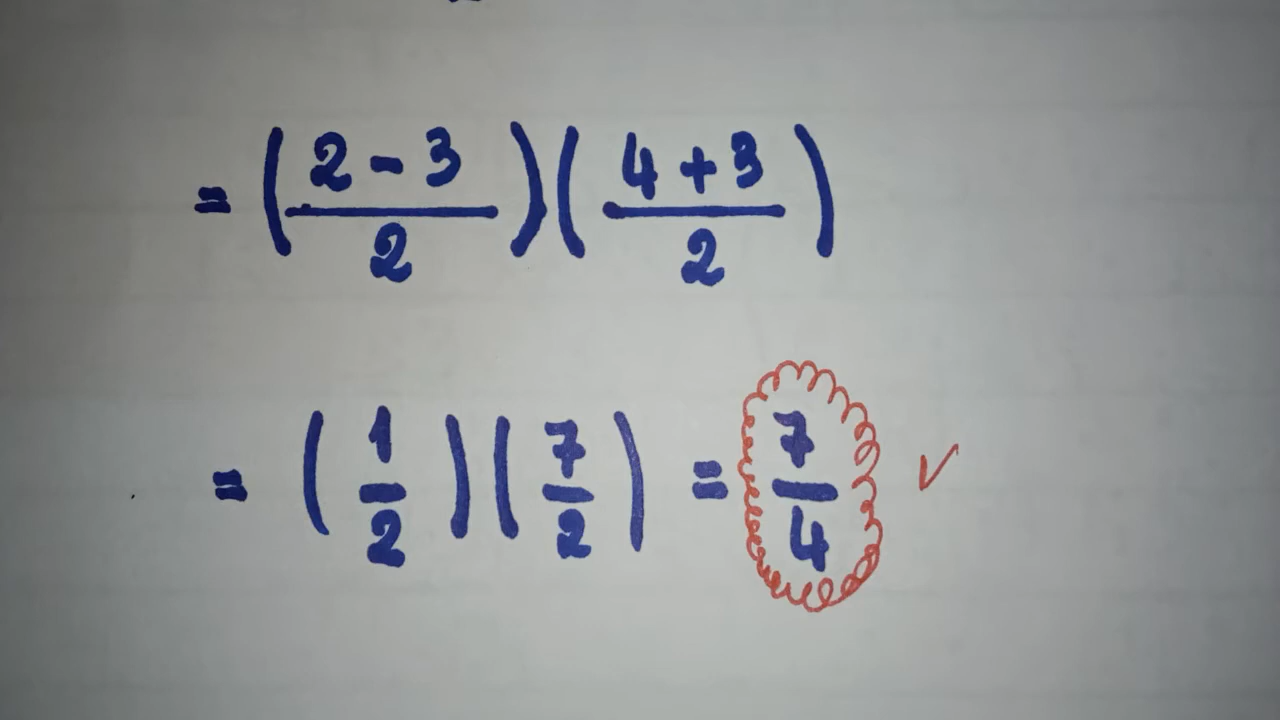 = (2 - 3 / 2)(4 + 3 / 2)
= (1/2)(7/2) = 7/4 ✓